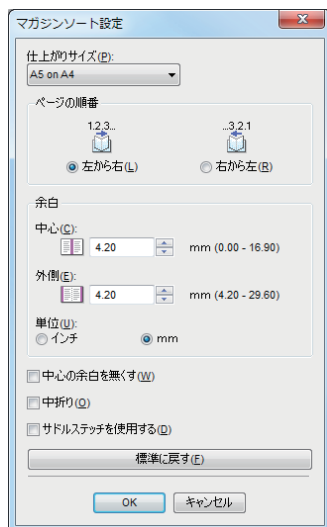 マガジンソート設定
仕上がりサイズ(P):
A5 on A4
ページの順番
1.2.3... ...3.2.1
左から右(L) 右から左(R)
余白
中心(C):
4.20 mm (0.00 - 16.90)
外側(E):
4.20 mm (4.20 - 29.60)
単位(U):
インチ mm
中心の余白を無くす(W)
中折り(O)
サドルステッチを使用する(D)
標準に戻す(F)
OK キャンセル